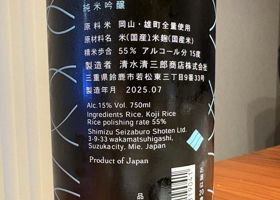 純米吟醸
原料米 岡山・雄町全量使用
原材料名 米(国産)、米麹(国産米)
精米歩合 55% アルコール分 15度
製造者 清水清三郎商店株式会社
三重県鈴鹿市若松東三丁目9番33号
製造年月 2025.07
Alc.15% Vol. 750ml
Ingredients Rice, Koji Rice
Rice polishing rate 55%
Shimizu Seizaburo Shoten Ltd.
3-9-33 wakamatsuhigashi,
Suzukacity, Mie, Japan
Product of Japan